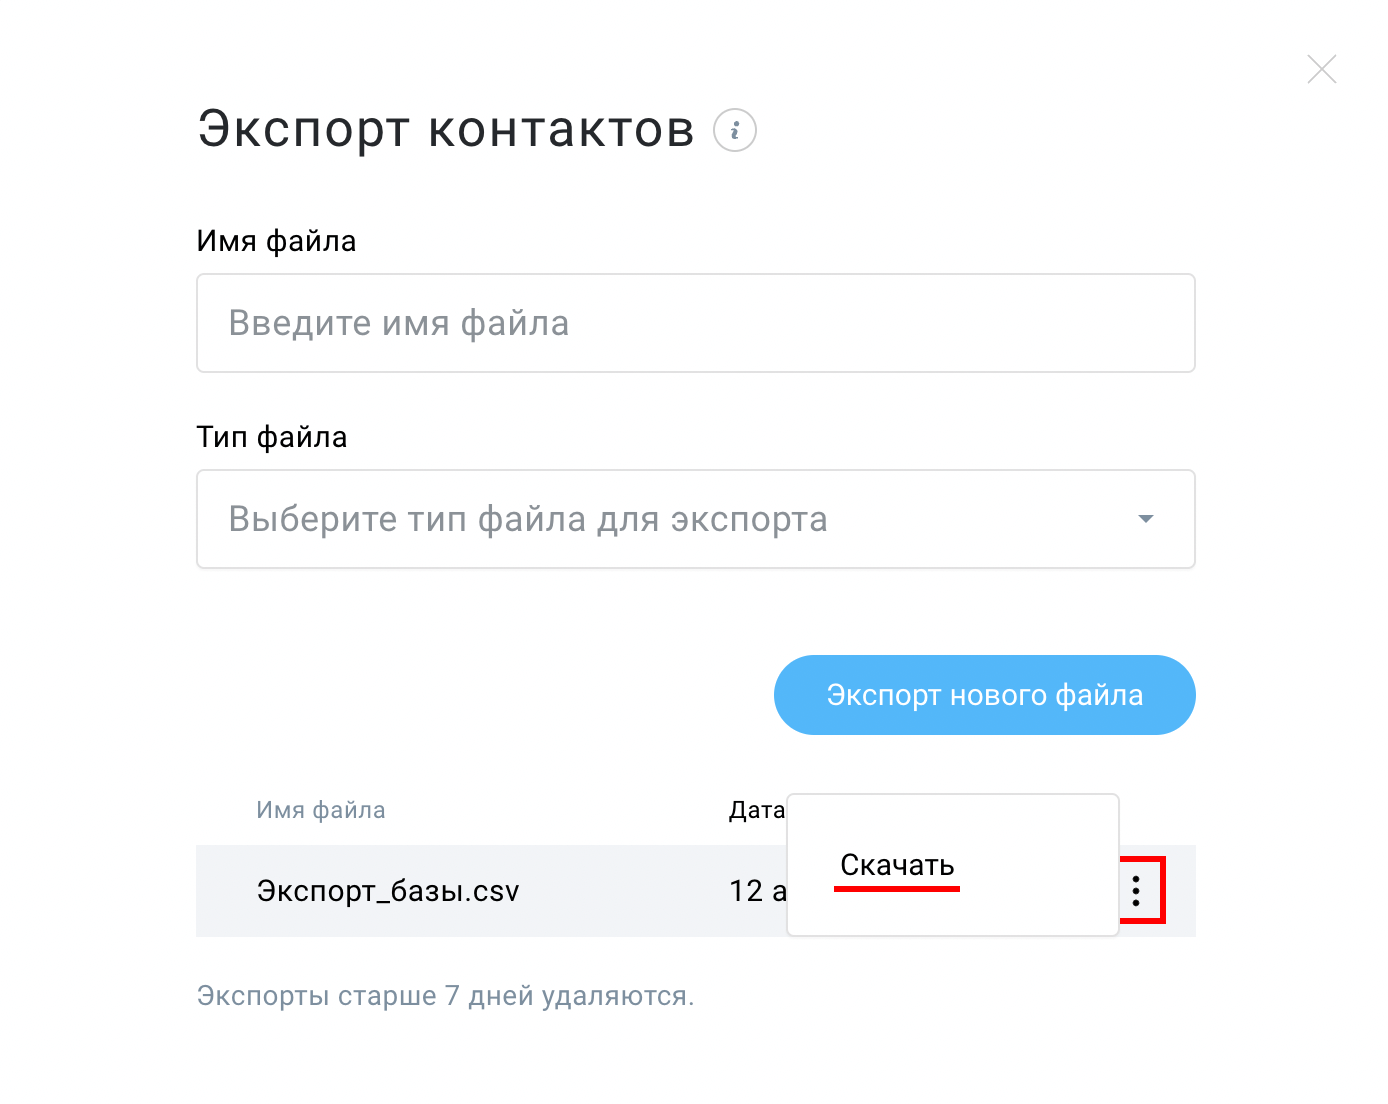 Экспорт контактов
Имя файла
Введите имя файла
Тип файла
Выберите тип файла для экспорта
Экспорт нового файла
Имя файла Дата
Скачать
Экспорт_базы.csv 12 а
Экспорты старше 7 дней удаляются.